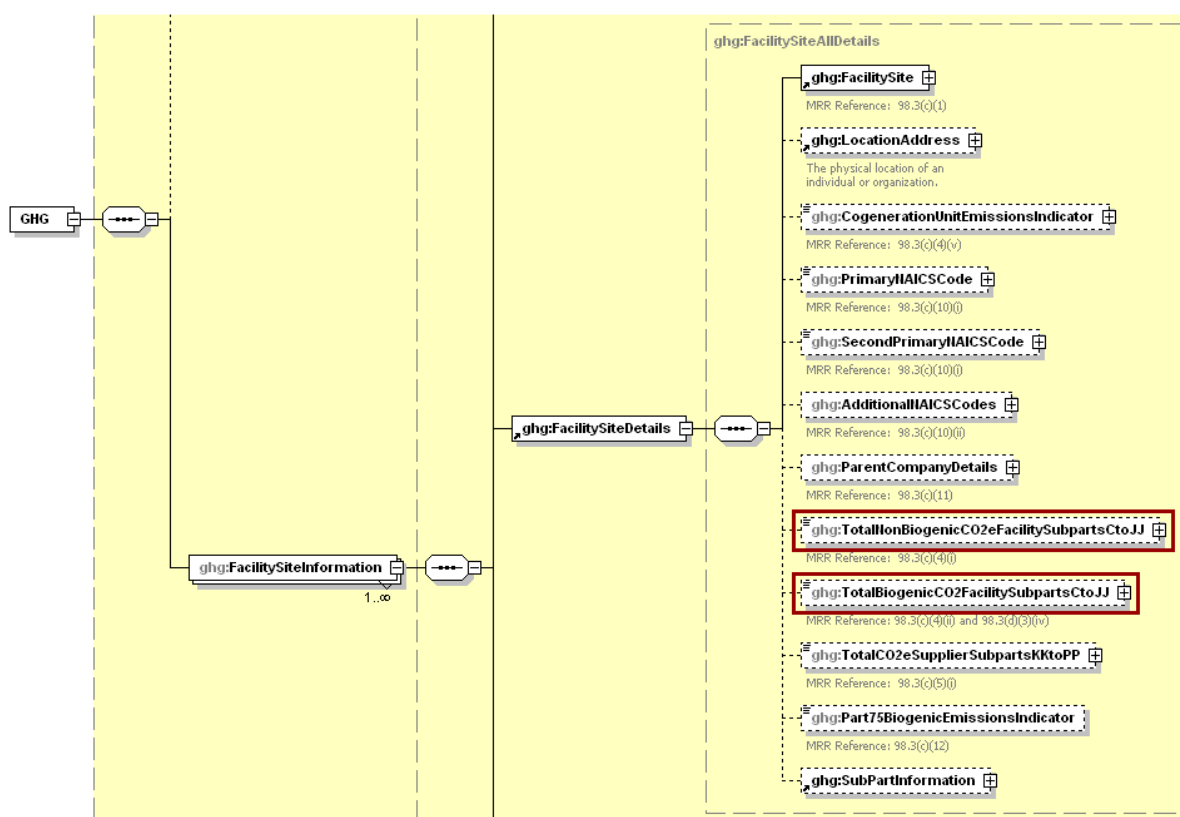 ghg:FacilitySiteAllDetails
ghg:FacilitySite
MRR Reference: 98.3(c)(1)
ghg:LocationAddress
The physical location of an
individual or organization.
GHG
ghg:CogenerationUnitEmissionsIndicator
MRR Reference: 98.3(c)(4)(v)
ghg:PrimaryNAICSCode
MRR Reference: 98.3(c)(10)(i)
ghg:SecondPrimaryNAICSCode
MRR Reference: 98.3(c)(10)(i)
ghg:AdditionalNAICSCodes
MRR Reference: 98.3(c)(10)(ii)
ghg:FacilitySiteDetails
ghg:ParentCompanyDetails
MRR Reference: 98.3(c)(11)
ghg:TotalNonBiogenicCO2eFacilitySubpartsCtoJJ
MRR Reference: 98.3(c)(4)(i)
ghg:FacilitySiteInformation
1..∞
ghg:TotalBiogenicCO2FacilitySubpartsCtoJJ
MRR Reference: 98.3(c)(4)(ii) and 98.3(d)(3)(iv)
ghg:TotalCO2eSupplierSubpartsKKtoPP
MRR Reference: 98.3(c)(5)(i)
ghg:Part75BiogenicEmissionsIndicator
MRR Reference: 98.3(c)(12)
ghg:SubPartInformation